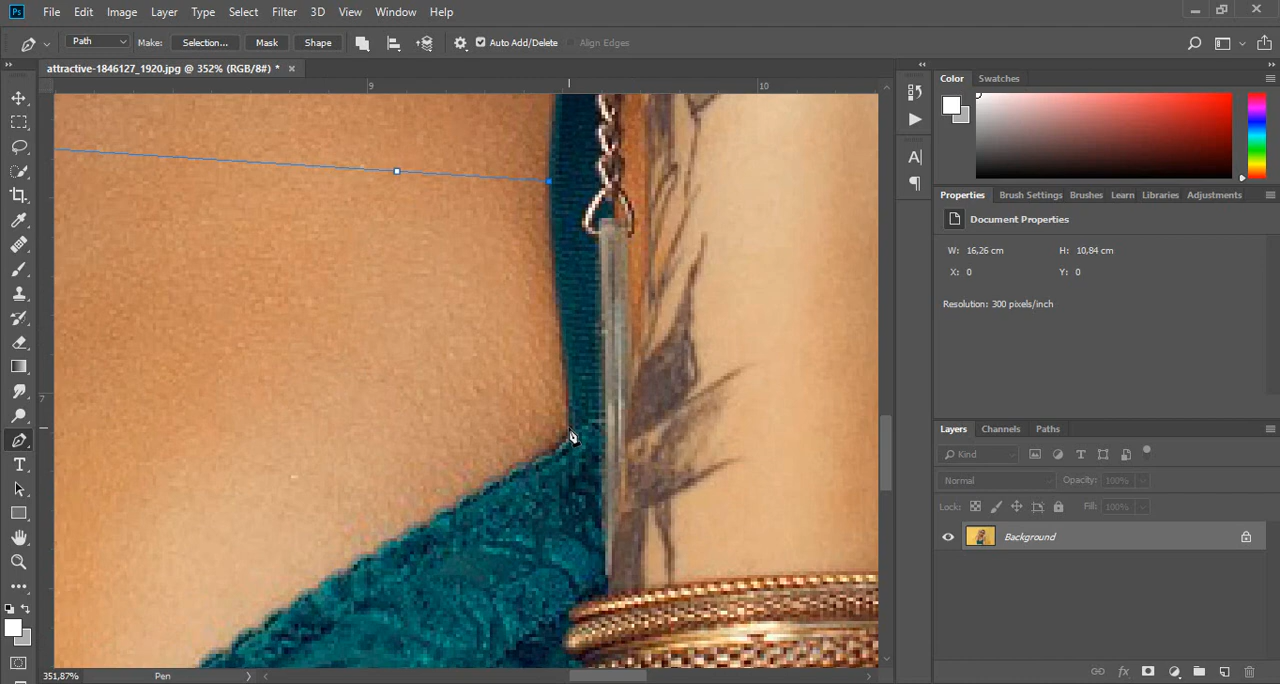 Ps File Edit Image Layer Type Select Filter 3D View Window Help
Path Make: Selection... Mask Shape Auto Add/Delete Align Edges
attractive-1846127_1920.jpg @ 352% (RGB/8#) *
9 10
7
Color Swatches
Properties Brush Settings Brushes Learn Libraries Adjustments
Document Properties
W: 16,26 cm H: 10,84 cm
X: 0 Y: 0
Resolution: 300 pixels/inch
Layers Channels Paths
Kind
Normal Opacity: 100%
Lock: Fill: 100%
Background
351,87% Pen